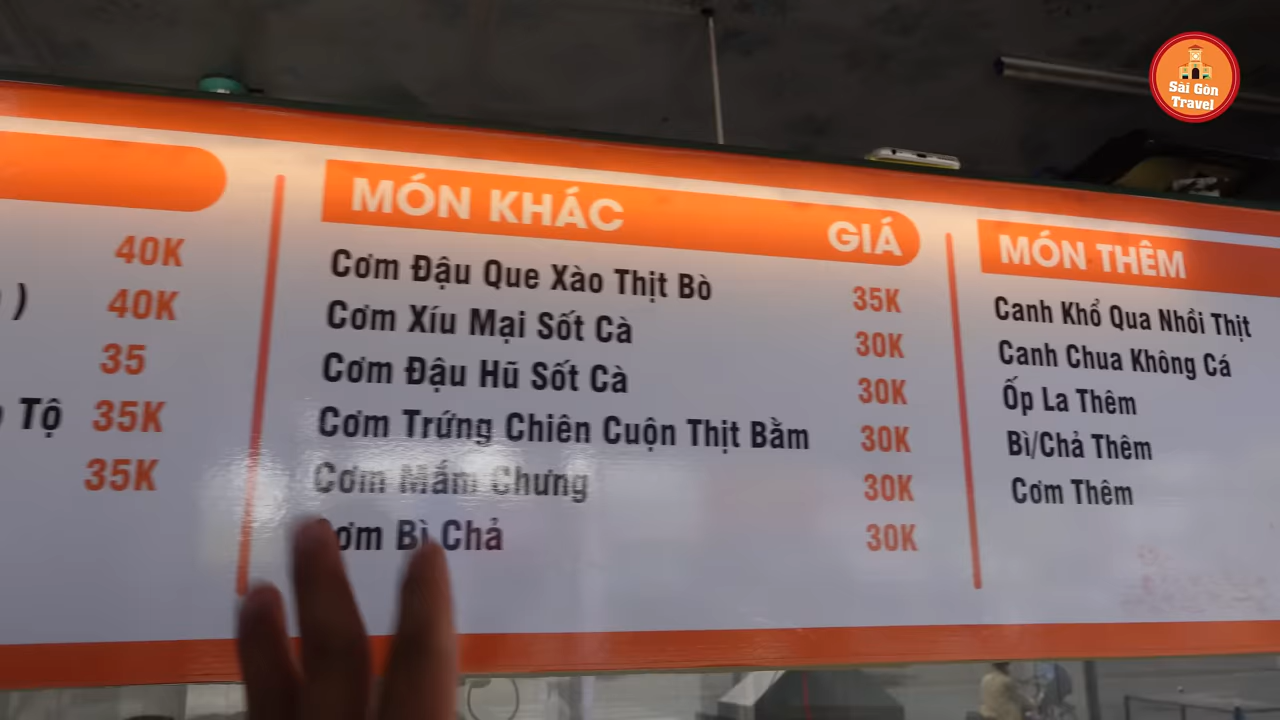 40K
) 40K
35
Tộ 35K
35K
MÓN KHÁC GIÁ
Cơm Đậu Que Xào Thịt Bò 35K
Cơm Xíu Mại Sốt Cà 30K
Cơm Đậu Hũ Sốt Cà 30K
Cơm Trứng Chiên Cuộn Thịt Bằm 30K
Cơm Mắm Chưng 30K
Cơm Bì Chả 30K
MÓN THÊM
Canh Khổ Qua Nhồi Thịt
Canh Chua Không Cá
Ốp La Thêm
Bì/Chả Thêm
Cơm Thêm
Sài Gòn
Travel